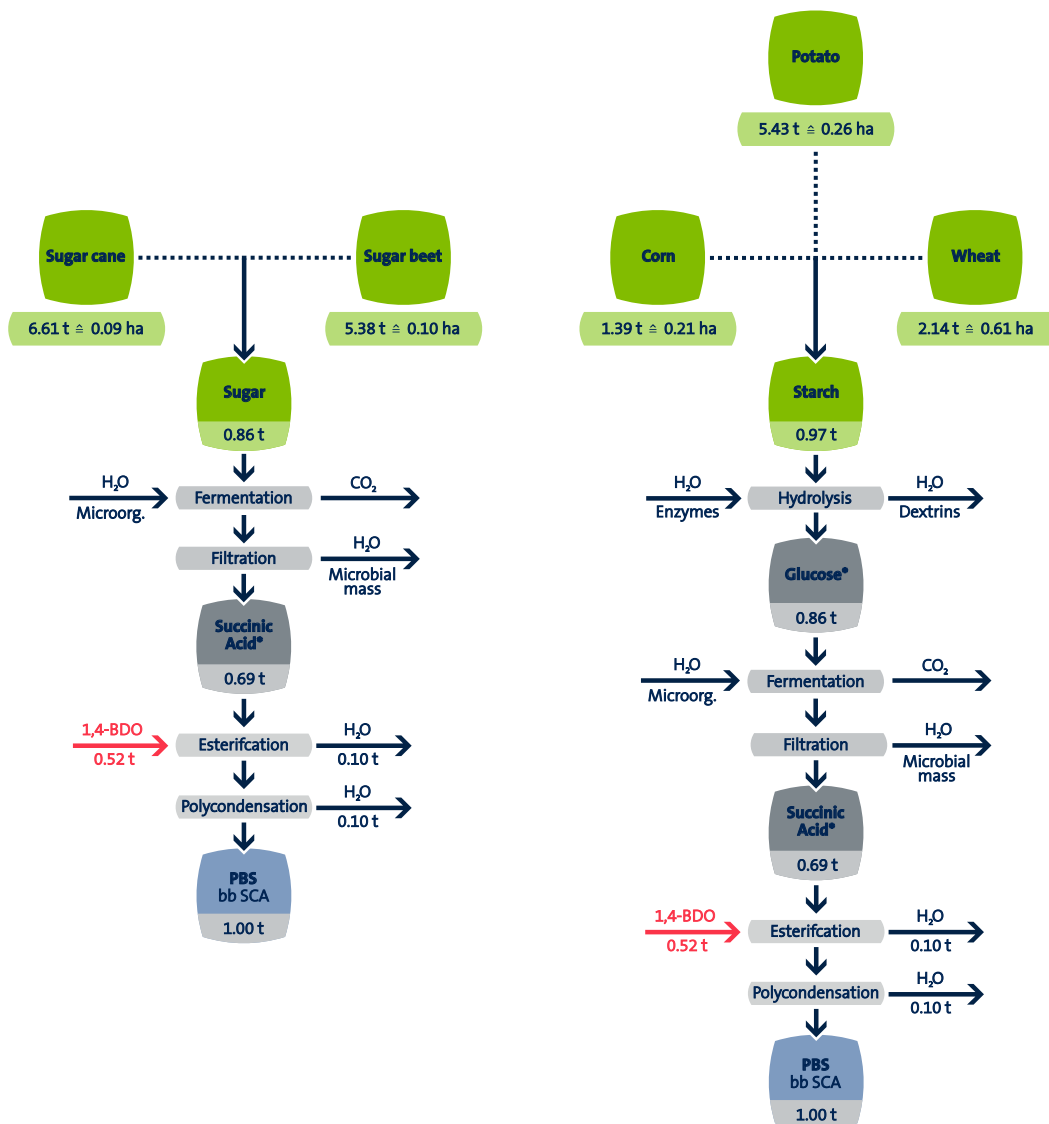 Sugar cane
6.61 t ≙ 0.09 ha
Sugar beet
5.38 t ≙ 0.10 ha
Sugar
0.86 t
H₂O
Microorg.
Fermentation
CO₂
Filtration
H₂O
Microbial
mass
Succinic
Acid*
0.69 t
1,4-BDO
0.52 t
Esterifcation
H₂O
0.10 t
Polycondensation
H₂O
0.10 t
PBS
bb SCA
1.00 t
Potato
5.43 t ≙ 0.26 ha
Corn
1.39 t ≙ 0.21 ha
Wheat
2.14 t ≙ 0.61 ha
Starch
0.97 t
H₂O
Enzymes
Hydrolysis
H₂O
Dextrins
Glucose*
0.86 t
H₂O
Microorg.
Fermentation
CO₂
Filtration
H₂O
Microbial
mass
Succinic
Acid*
0.69 t
1,4-BDO
0.52 t
Esterifcation
H₂O
0.10 t
Polycondensation
H₂O
0.10 t
PBS
bb SCA
1.00 t